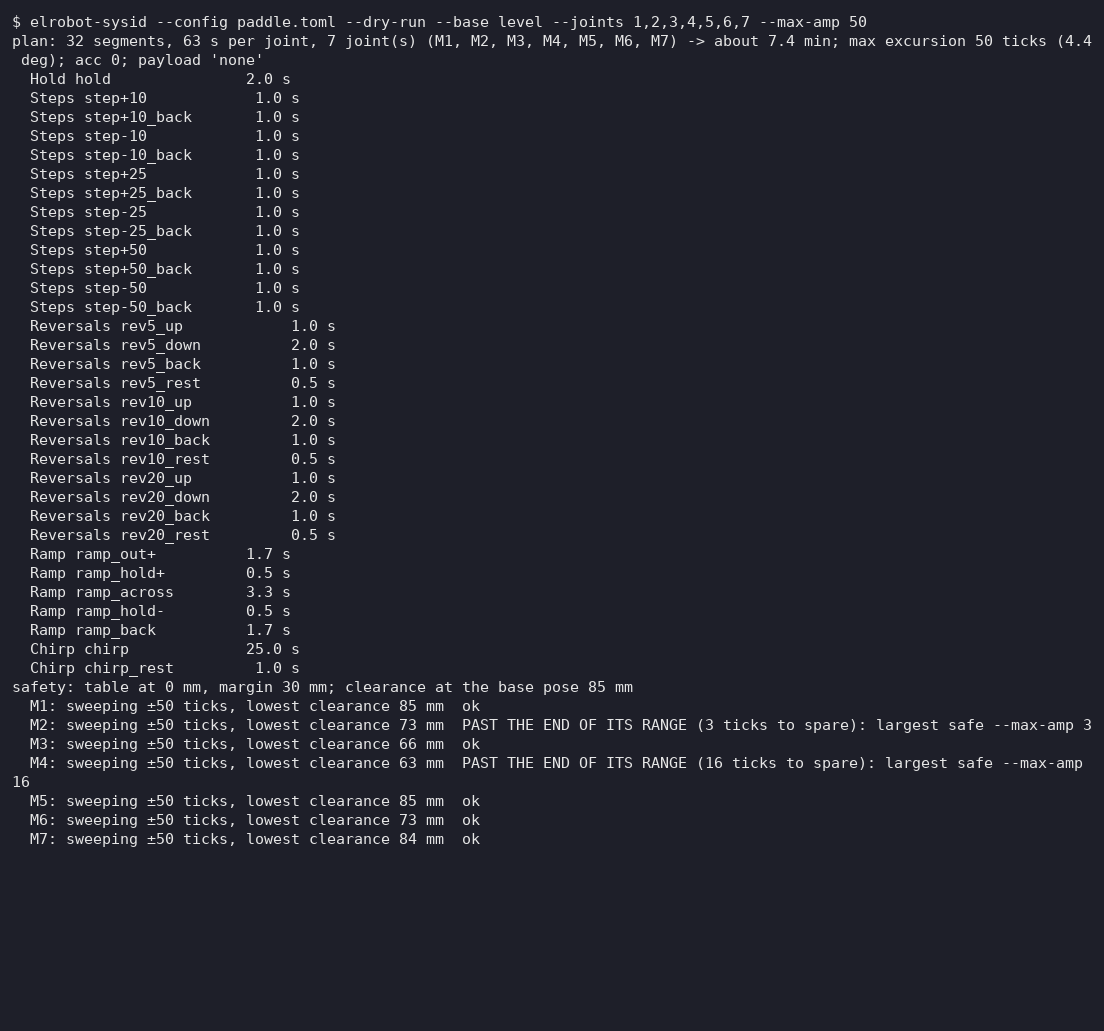 $ elrobot-sysid --config paddle.toml --dry-run --base level --joints 1,2,3,4,5,6,7 --max-amp 50
plan: 32 segments, 63 s per joint, 7 joint(s) (M1, M2, M3, M4, M5, M6, M7) -> about 7.4 min; max excursion 50 ticks (4.4
 deg); acc 0; payload 'none'
  Hold hold               2.0 s
  Steps step+10            1.0 s
  Steps step+10_back       1.0 s
  Steps step-10            1.0 s
  Steps step-10_back       1.0 s
  Steps step+25            1.0 s
  Steps step+25_back       1.0 s
  Steps step-25            1.0 s
  Steps step-25_back       1.0 s
  Steps step+50            1.0 s
  Steps step+50_back       1.0 s
  Steps step-50            1.0 s
  Steps step-50_back       1.0 s
  Reversals rev5_up            1.0 s
  Reversals rev5_down          2.0 s
  Reversals rev5_back          1.0 s
  Reversals rev5_rest          0.5 s
  Reversals rev10_up           1.0 s
  Reversals rev10_down         2.0 s
  Reversals rev10_back         1.0 s
  Reversals rev10_rest         0.5 s
  Reversals rev20_up           1.0 s
  Reversals rev20_down         2.0 s
  Reversals rev20_back         1.0 s
  Reversals rev20_rest         0.5 s
  Ramp ramp_out+          1.7 s
  Ramp ramp_hold+         0.5 s
  Ramp ramp_across        3.3 s
  Ramp ramp_hold-         0.5 s
  Ramp ramp_back          1.7 s
  Chirp chirp             25.0 s
  Chirp chirp_rest         1.0 s
safety: table at 0 mm, margin 30 mm; clearance at the base pose 85 mm
  M1: sweeping ±50 ticks, lowest clearance 85 mm  ok
  M2: sweeping ±50 ticks, lowest clearance 73 mm  PAST THE END OF ITS RANGE (3 ticks to spare): largest safe --max-amp 3
  M3: sweeping ±50 ticks, lowest clearance 66 mm  ok
  M4: sweeping ±50 ticks, lowest clearance 63 mm  PAST THE END OF ITS RANGE (16 ticks to spare): largest safe --max-amp
16
  M5: sweeping ±50 ticks, lowest clearance 85 mm  ok
  M6: sweeping ±50 ticks, lowest clearance 73 mm  ok
  M7: sweeping ±50 ticks, lowest clearance 84 mm  ok